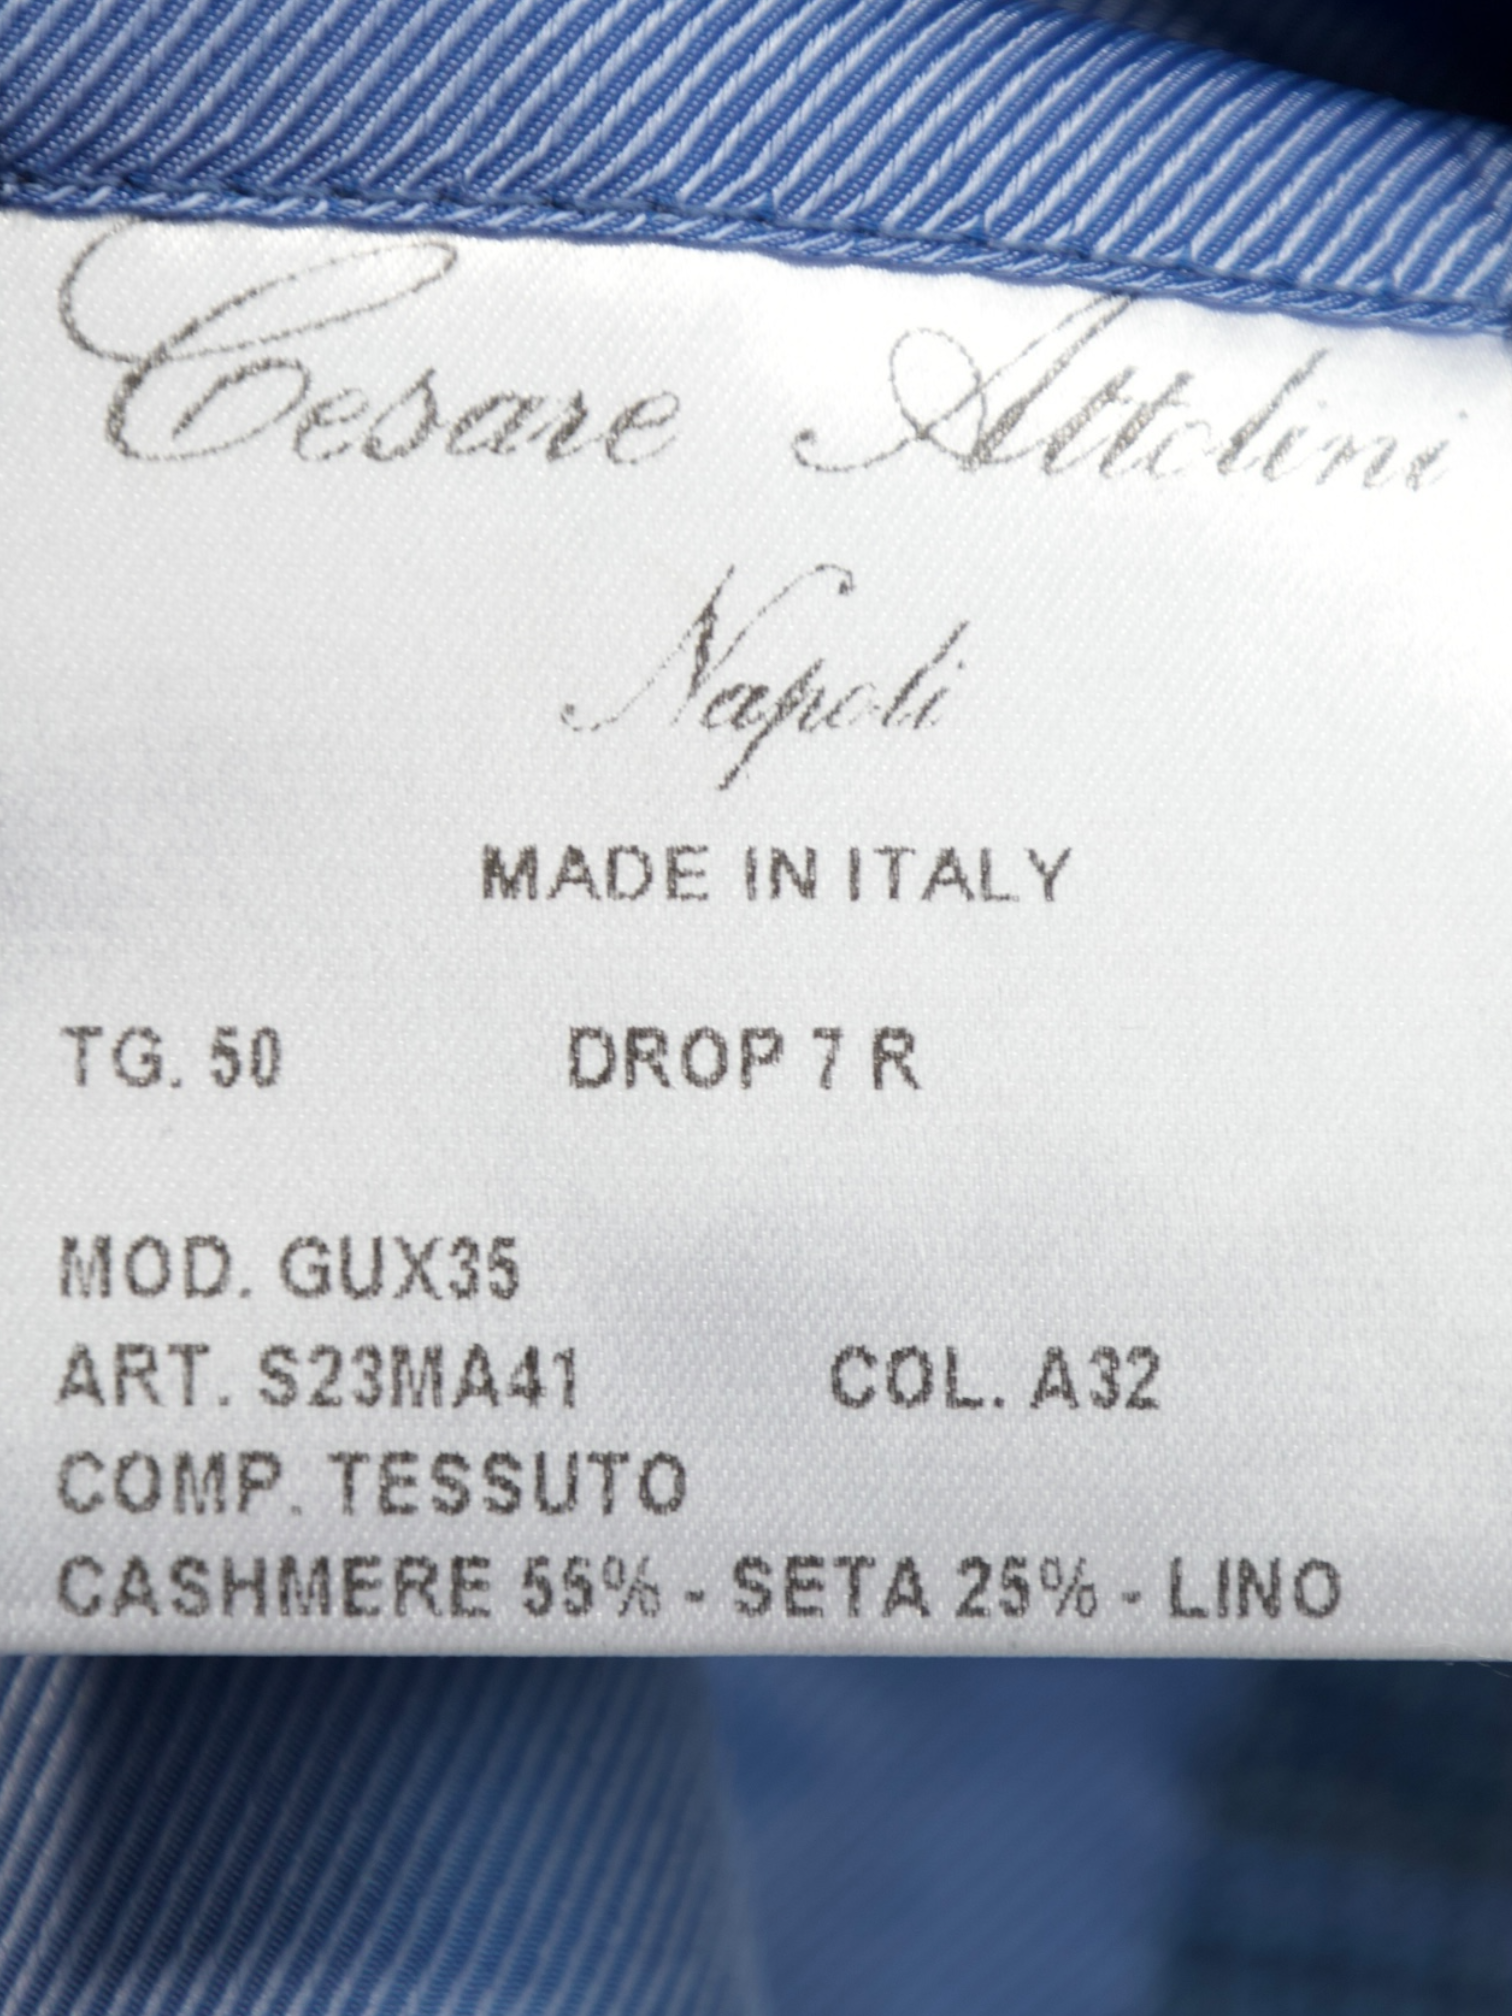 Cesare Attolini
Napoli
MADE IN ITALY
TG. 50 DROP 7 R
MOD. GUX35
ART. S23MA41 COL. A32
COMP. TESSUTO
CASHMERE 55% - SETA 25% - LINO